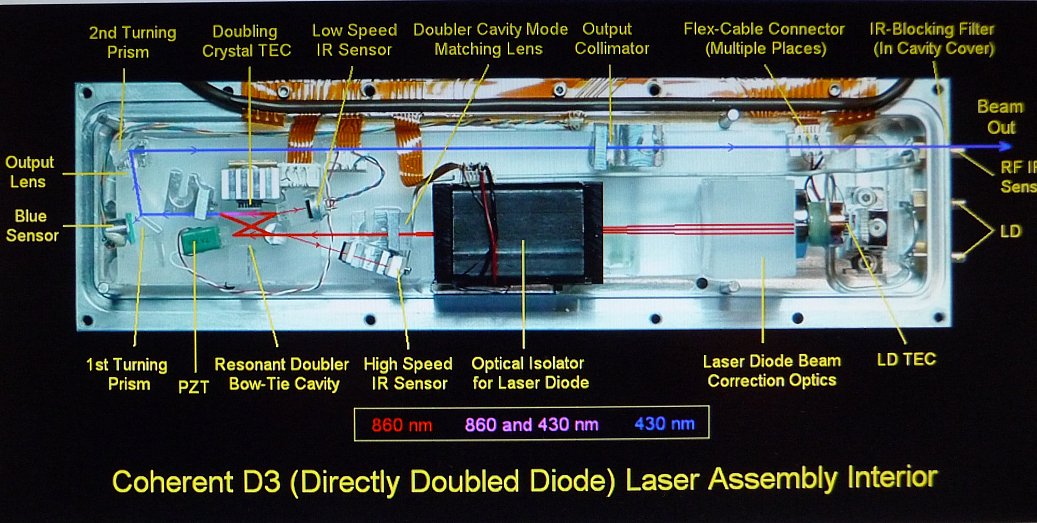 2nd Turning
Prism
Doubling
Crystal TEC
Low Speed
IR Sensor
Doubler Cavity Mode
Matching Lens
Output
Collimator
Flex-Cable Connector
(Multiple Places)
IR-Blocking Filter
(In Cavity Cover)
Beam
Out
Output
Lens
RF I
Sens
Blue
Sensor
LD
1st Turning
Prism
PZT
Resonant Doubler
Bow-Tie Cavity
High Speed
IR Sensor
Optical Isolator
for Laser Diode
Laser Diode Beam
Correction Optics
LD TEC
860 nm
860 and 430 nm
430 nm
Coherent D3 (Directly Doubled Diode) Laser Assembly Interior